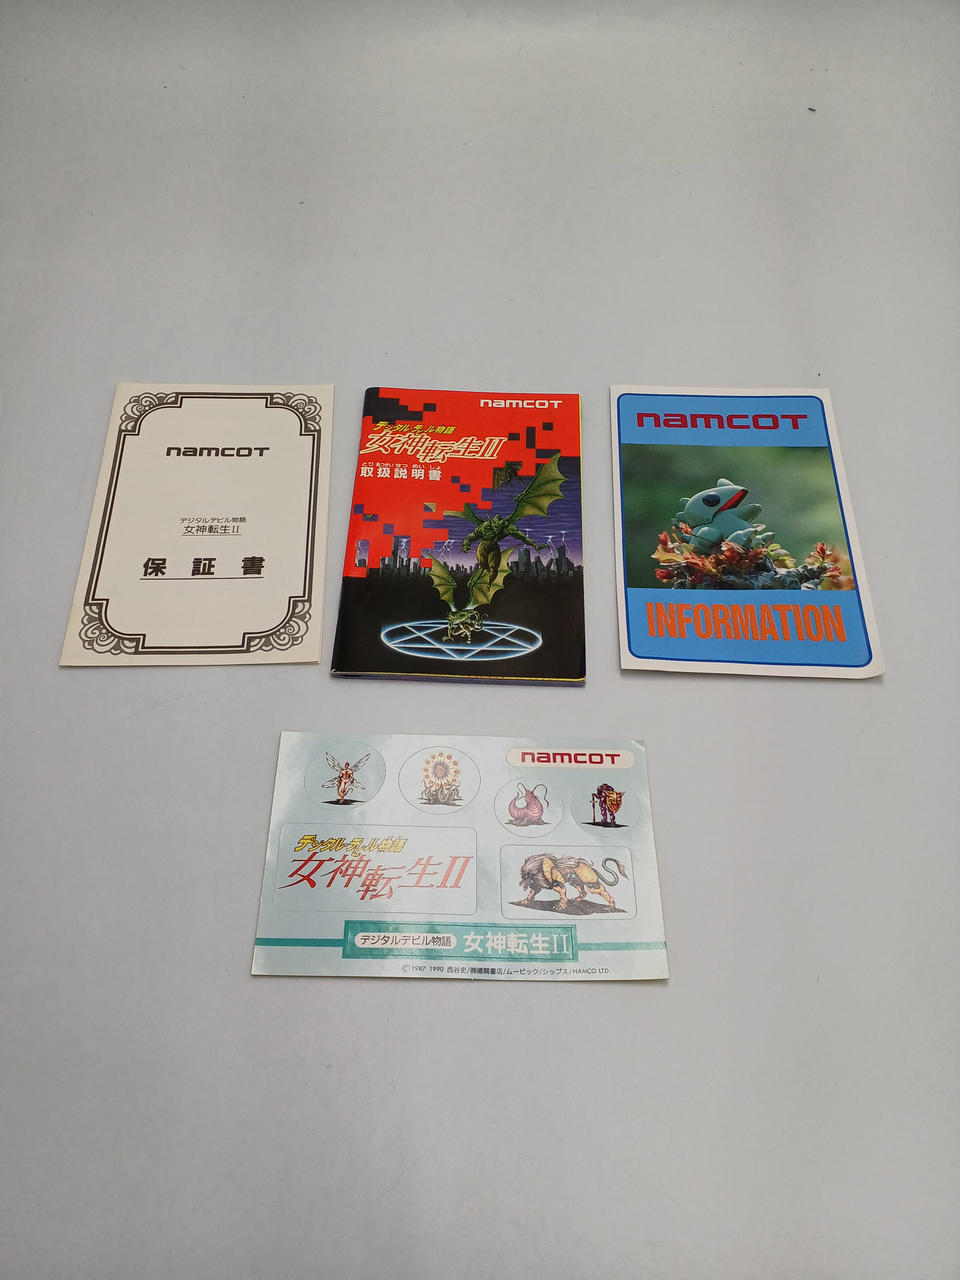 namcoT
デジタルデビル物語
女神転生II
保証書
namcoT
デジタル・デビル物語
女神転生II
とりあつかいせつめいしょ
取扱説明書
namcoT
INFORMATION
namcoT
デジタル・デビル物語
女神転生II
デジタルデビル物語 女神転生II
©1987 1990 西谷史/㈱徳間書店/ムービック/シップス/NAMCO LTD